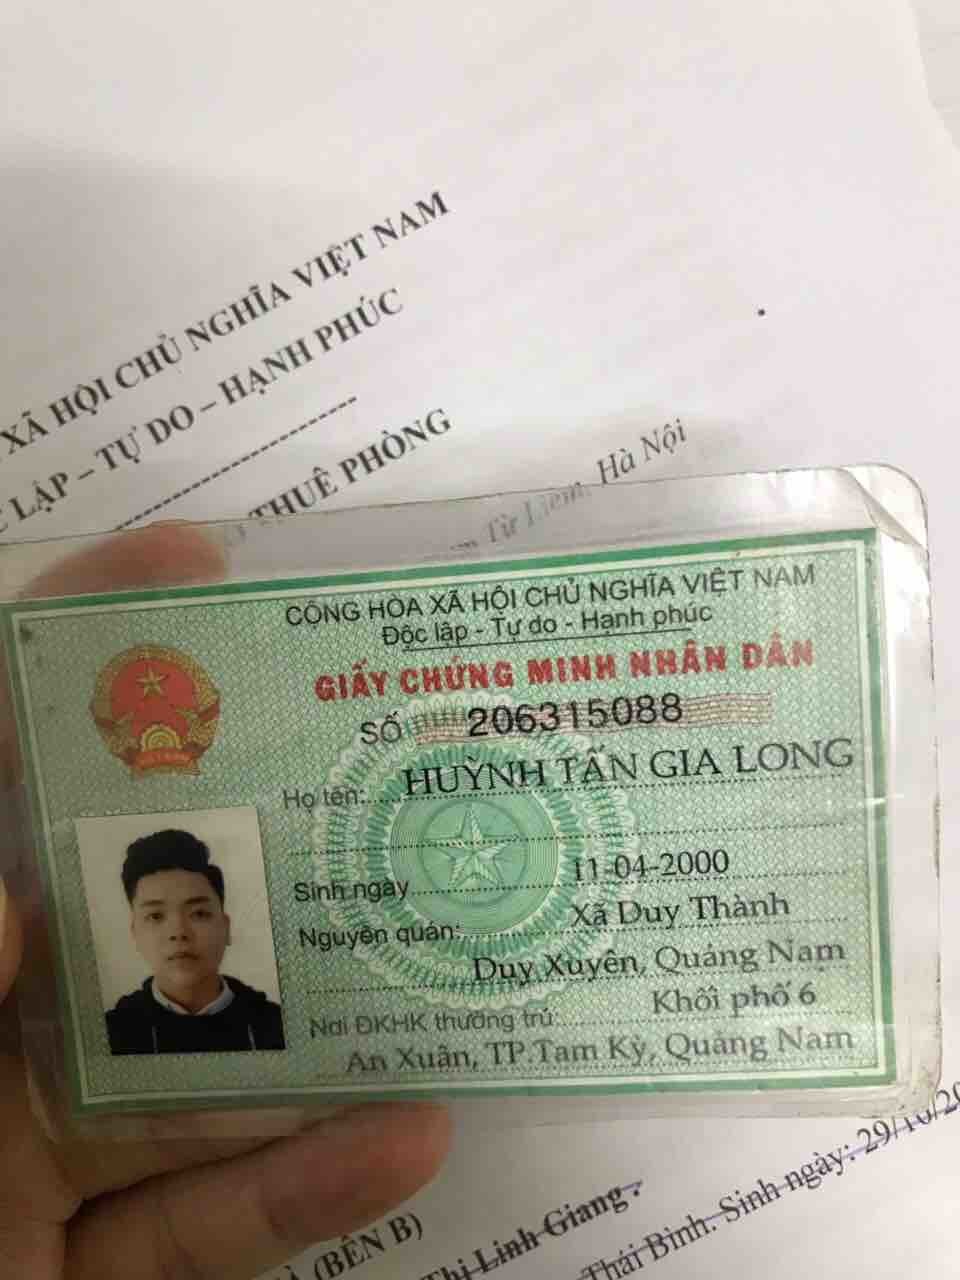 XÃ HỘI CHỦ NGHĨA VIỆT NAM
LẬP – TỰ DO – HẠNH PHÚC
THUÊ PHÒNG
Từ Liêm, Hà Nội
CỘNG HÒA XÃ HỘI CHỦ NGHĨA VIỆT NAM
Độc lập - Tự do - Hạnh phúc
GIẤY CHỨNG MINH NHÂN DÂN
SỐ 206315088
Họ tên: HUỲNH TẤN GIA LONG
Sinh ngày 11-04-2000
Nguyên quán: Xã Duy Thành
Duy Xuyên, Quảng Nam
Nơi ĐKHK thường trú: Khối phố 6
An Xuân, TP.Tam Kỳ, Quảng Nam
(BÊN B)
Thị Linh Giang
Thái Bình. Sinh ngày: 29/10/20